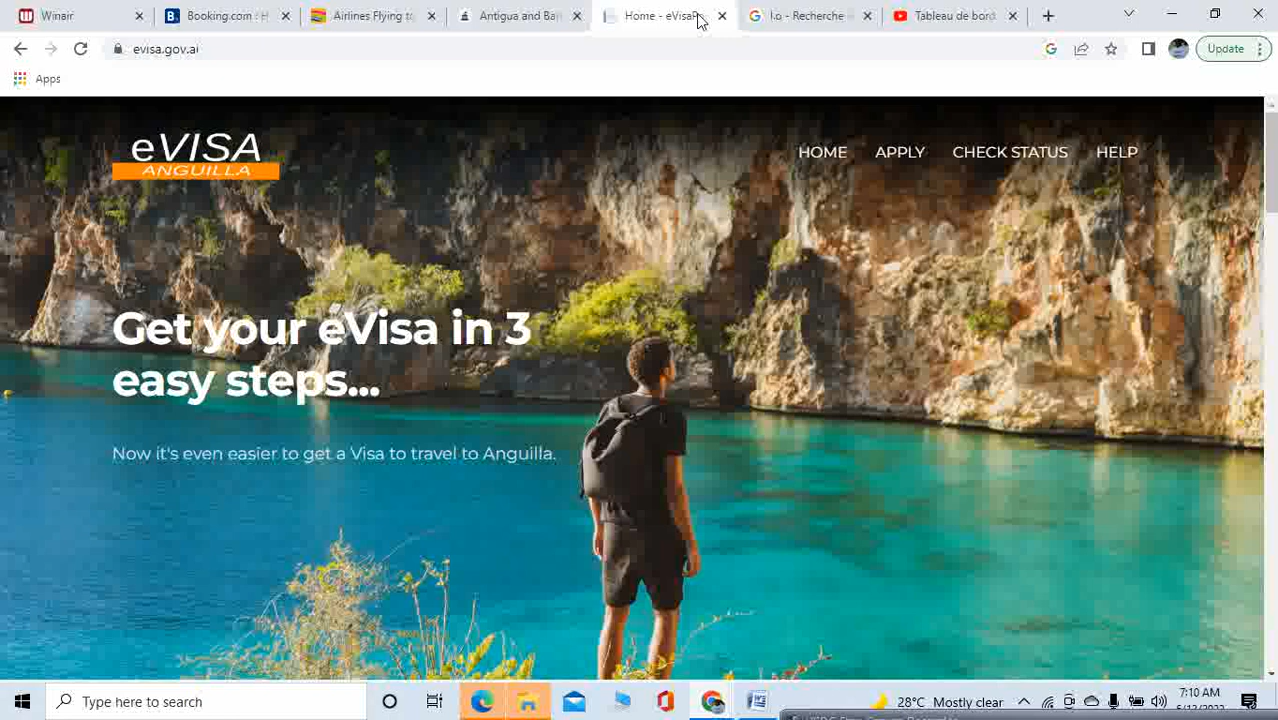 Winair
Booking.com : H
Airlines Flying to
Antigua and Bar
Home - eVisaP
- Recherche
Tableau de bord
evisa.gov.ai
Update
Apps
eVISA
ANGUILLA
HOME
APPLY
CHECK STATUS
HELP
Get your eVisa in 3
easy steps...
Now it's even easier to get a Visa to travel to Anguilla.
Type here to search
28°C Mostly clear
7:10 AM